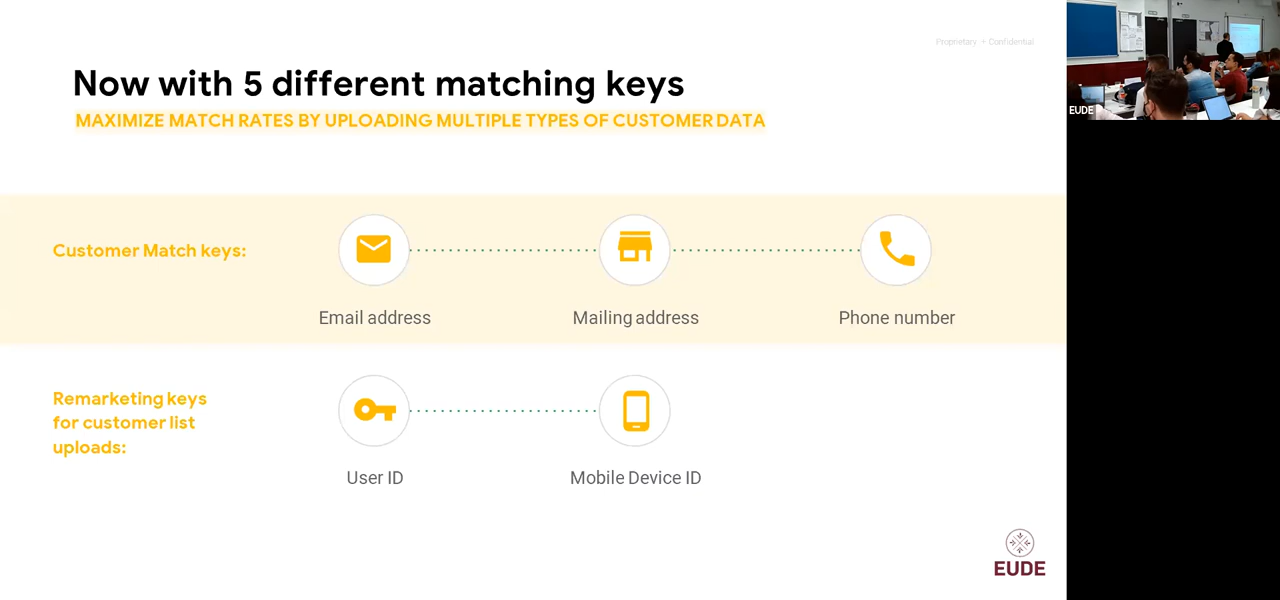 Proprietary + Confidential
Now with 5 different matching keys
MAXIMIZE MATCH RATES BY UPLOADING MULTIPLE TYPES OF CUSTOMER DATA
Customer Match keys:
Email address
Mailing address
Phone number
Remarketing keys
for customer list
uploads:
User ID
Mobile Device ID
EUDE
EUDE